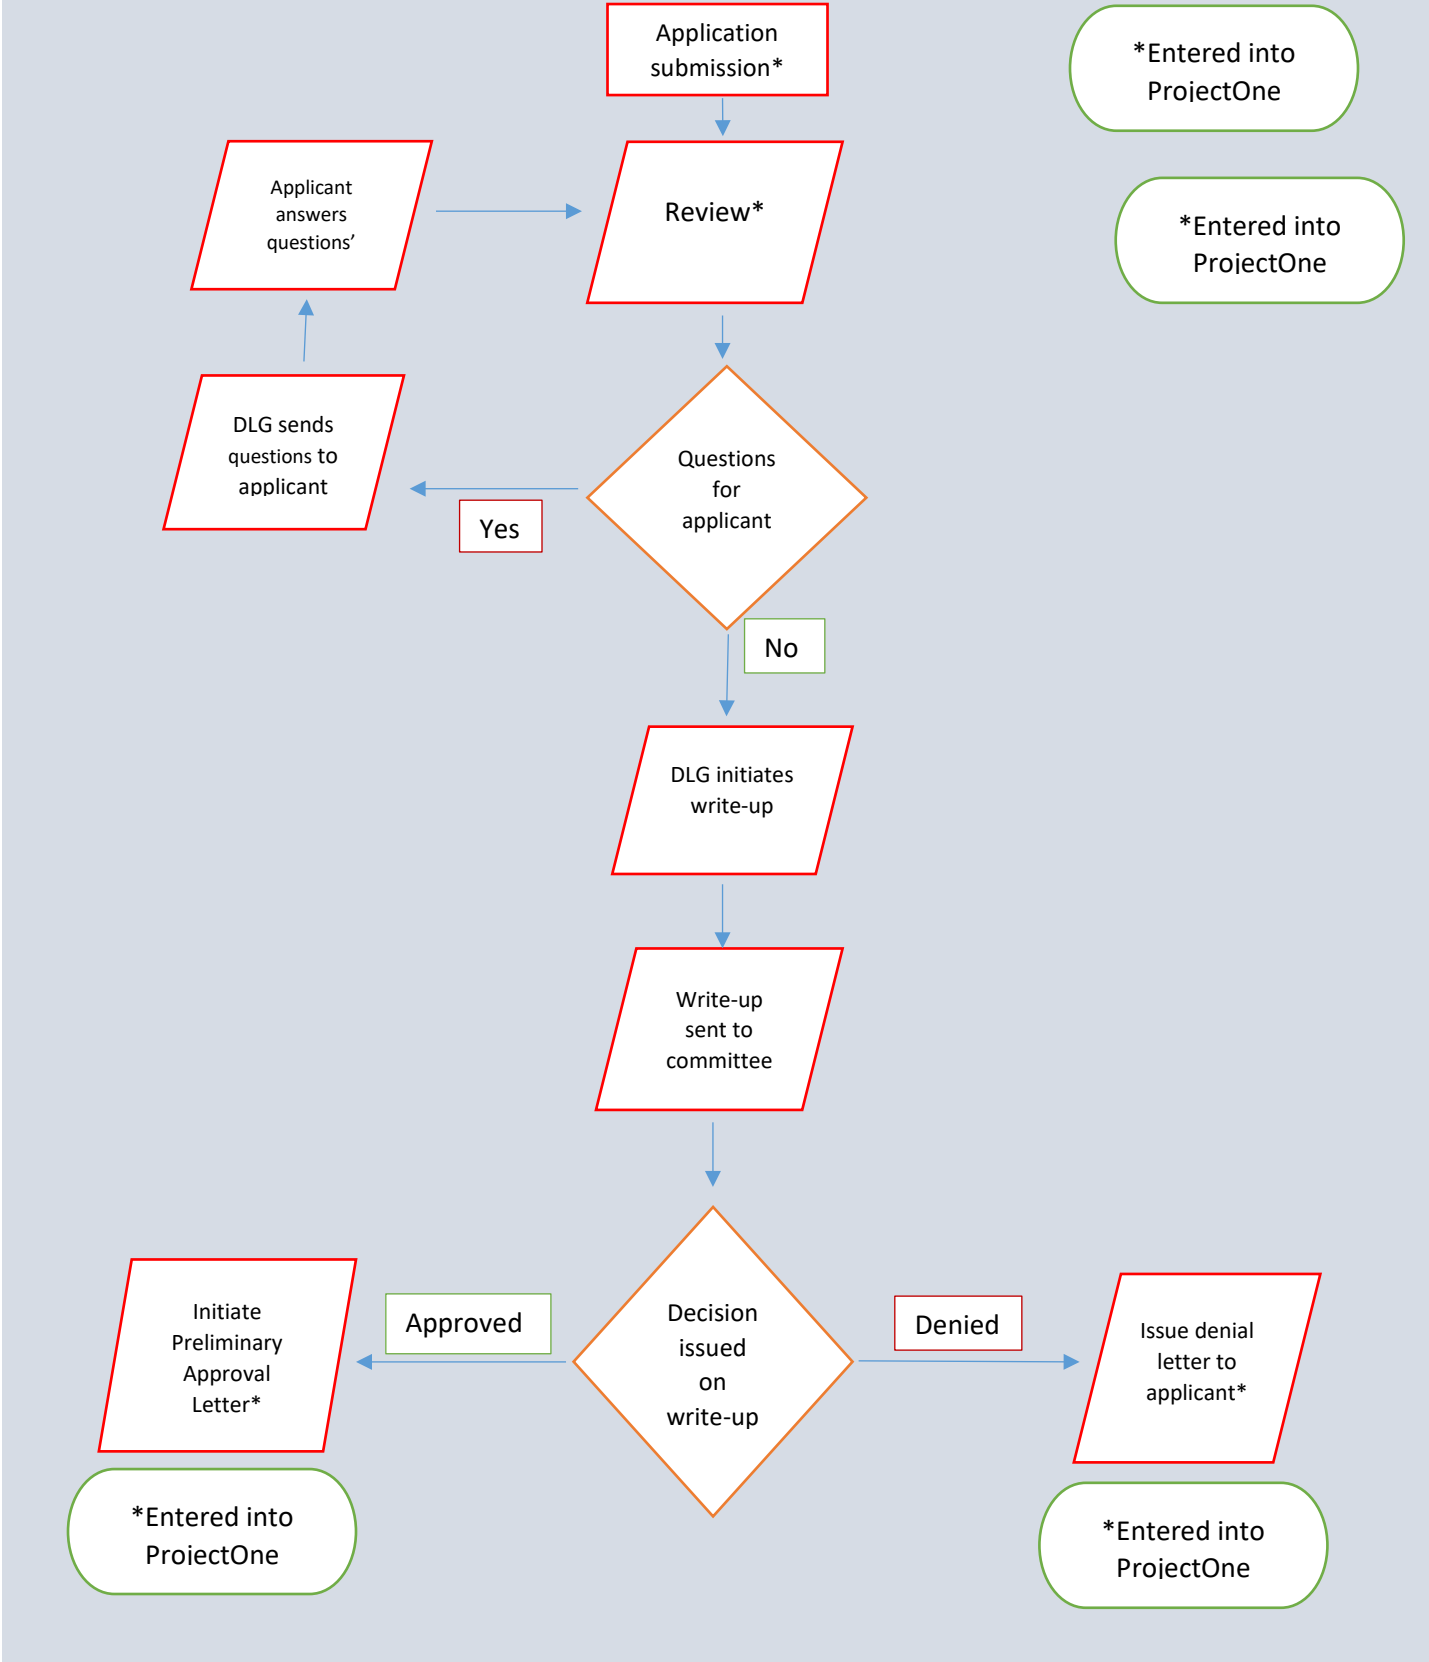 Application
submission*
*Entered into
ProjectOne
Applicant
answers
questions’
Review*
*Entered into
ProjectOne
DLG sends
questions to
applicant
Yes
Questions
for
applicant
No
DLG initiates
write-up
Write-up
sent to
committee
Initiate
Preliminary
Approval
Letter*
Approved
Decision
issued
on
write-up
Denied
Issue denial
letter to
applicant*
*Entered into
ProjectOne
*Entered into
ProjectOne